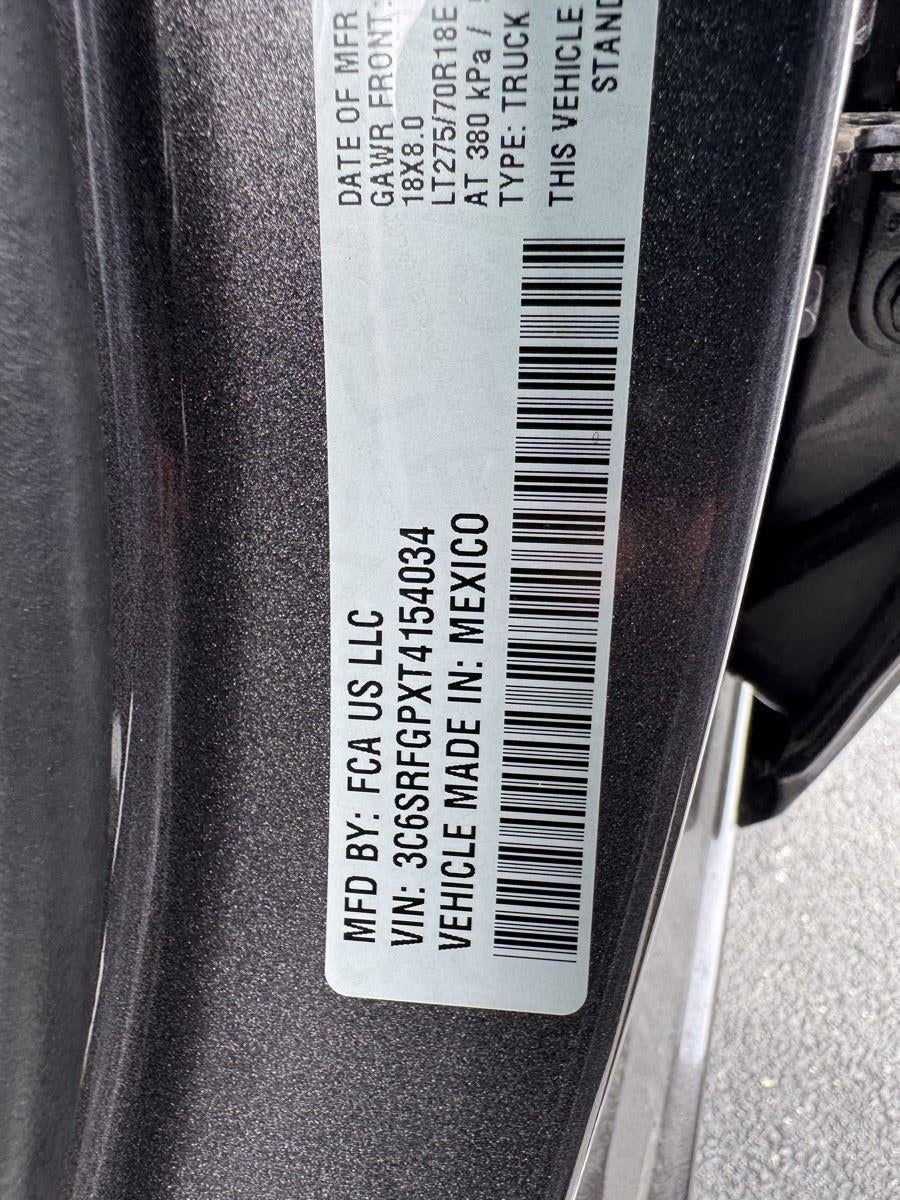 MFD BY: FCA US LLC
VIN: 3C6SRFGPXT4154034
VEHICLE MADE IN: MEXICO
DATE OF MFR
GAWR FRONT:
18X8.0
LT275/70R18E
AT 380 kPa /
TYPE: TRUCK
THIS VEHICLE
STAND